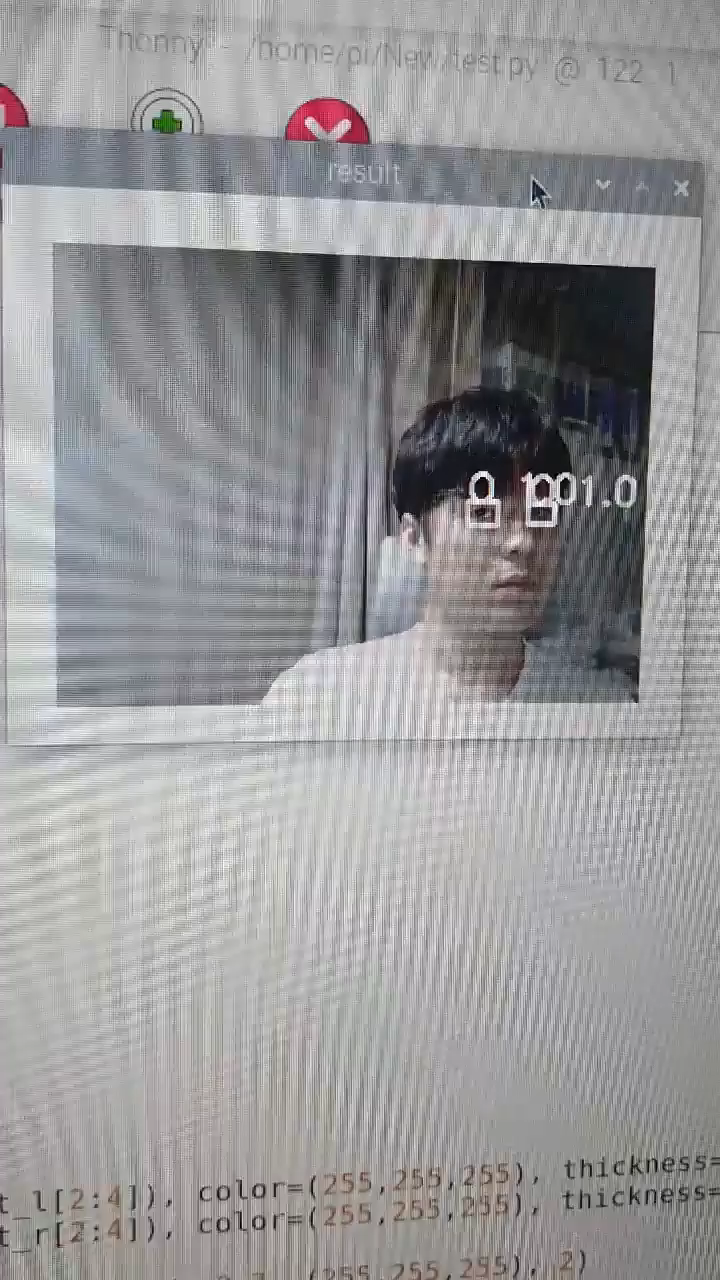 Thonny - /home/pi/New/test.py @ 122 : 1
result
t_l[2:4]), color=(255,255,255), thickness=
t_r[2:4]), color=(255,255,255), thickness=
(255,255,255), 2)